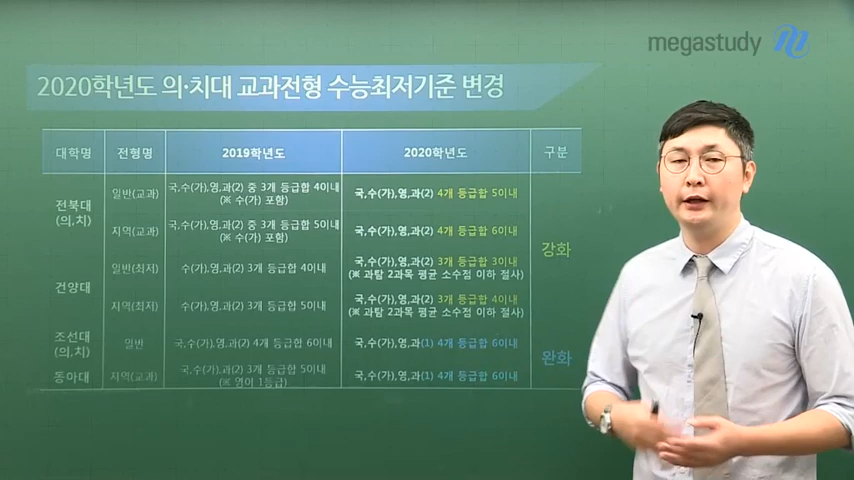 megastudy
2020학년도 의·치대 교과전형 수능최저기준 변경
대학명 전형명 2019학년도 2020학년도 구분
전북대
(의,치)
일반(교과) 국,수(가),영,과(2) 중 3개 등급합 4이내
(※ 수(가) 포함)
국,수(가),영,과(2) 4개 등급합 5이내
지역(교과) 국,수(가),영,과(2) 중 3개 등급합 5이내
(※ 수(가) 포함)
국,수(가),영,과(2) 4개 등급합 6이내
강화
건양대
일반(최저) 수(가),영,과(2) 3개 등급합 4이내
국,수(가),영,과(2) 3개 등급합 3이내
(※ 과탐 2과목 평균 소수점 이하 절사)
지역(최저) 수(가),영,과(2) 3개 등급합 5이내
국,수(가),영,과(2) 3개 등급합 4이내
(※ 과탐 2과목 평균 소수점 이하 절사)
조선대
(의,치)
일반 국,수(가),영,과(2) 4개 등급합 6이내 국,수(가),영,과(1) 4개 등급합 6이내
완화
동아대 지역(교과) 국,수(가),과(2) 3개 등급합 5이내
(※ 영어 1등급)
국,수(가),영,과(1) 4개 등급합 6이내